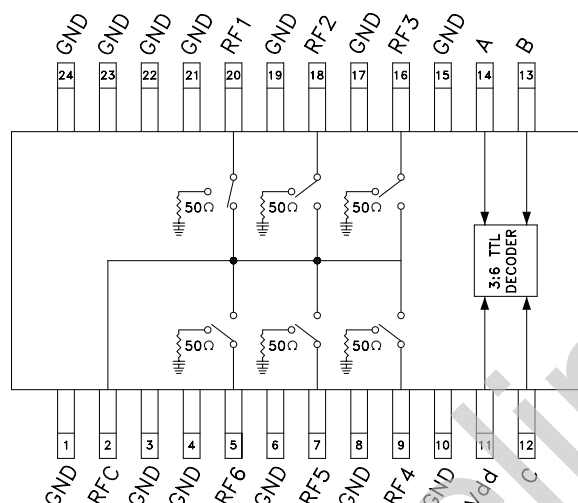 GND GND GND GND RF1 GND RF2 GND RF3 GND A B
24 23 22 21 20 19 18 17 16 15 14 13
50Ω 50Ω 50Ω
3:6 TTL
DECODER
50Ω 50Ω 50Ω
1 2 3 4 5 6 7 8 9 10 11 12
GND RFC GND GND RF6 GND RF5 GND RF4 GND Vdd C